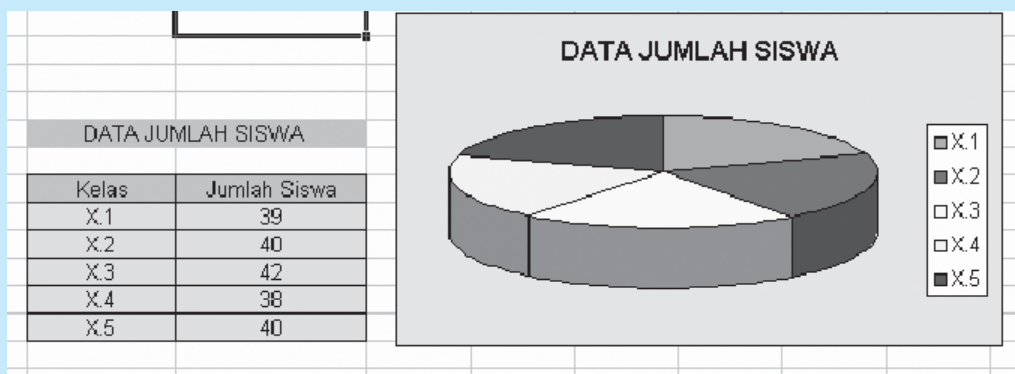 DATA JUMLAH SISWA
Kelas Jumlah Siswa
X.1 39
X.2 40
X.3 42
X.4 38
X.5 40
DATA JUMLAH SISWA
X.1
X.2
X.3
X.4
X.5